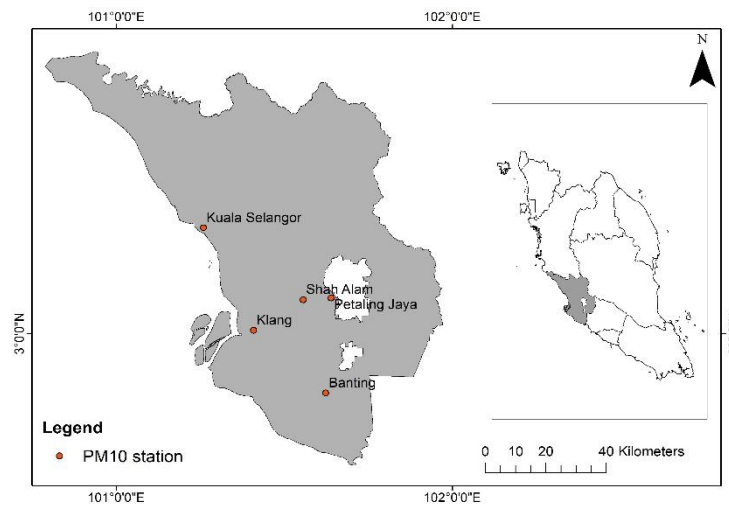 101°0'0"E
102°0'0"E
N
Kuala Selangor
Shah Alam
Petaling Jaya
Klang
3°0'0"N
Banting
Legend
PM10 station
0 10 20 40 Kilometers
101°0'0"E
102°0'0"E